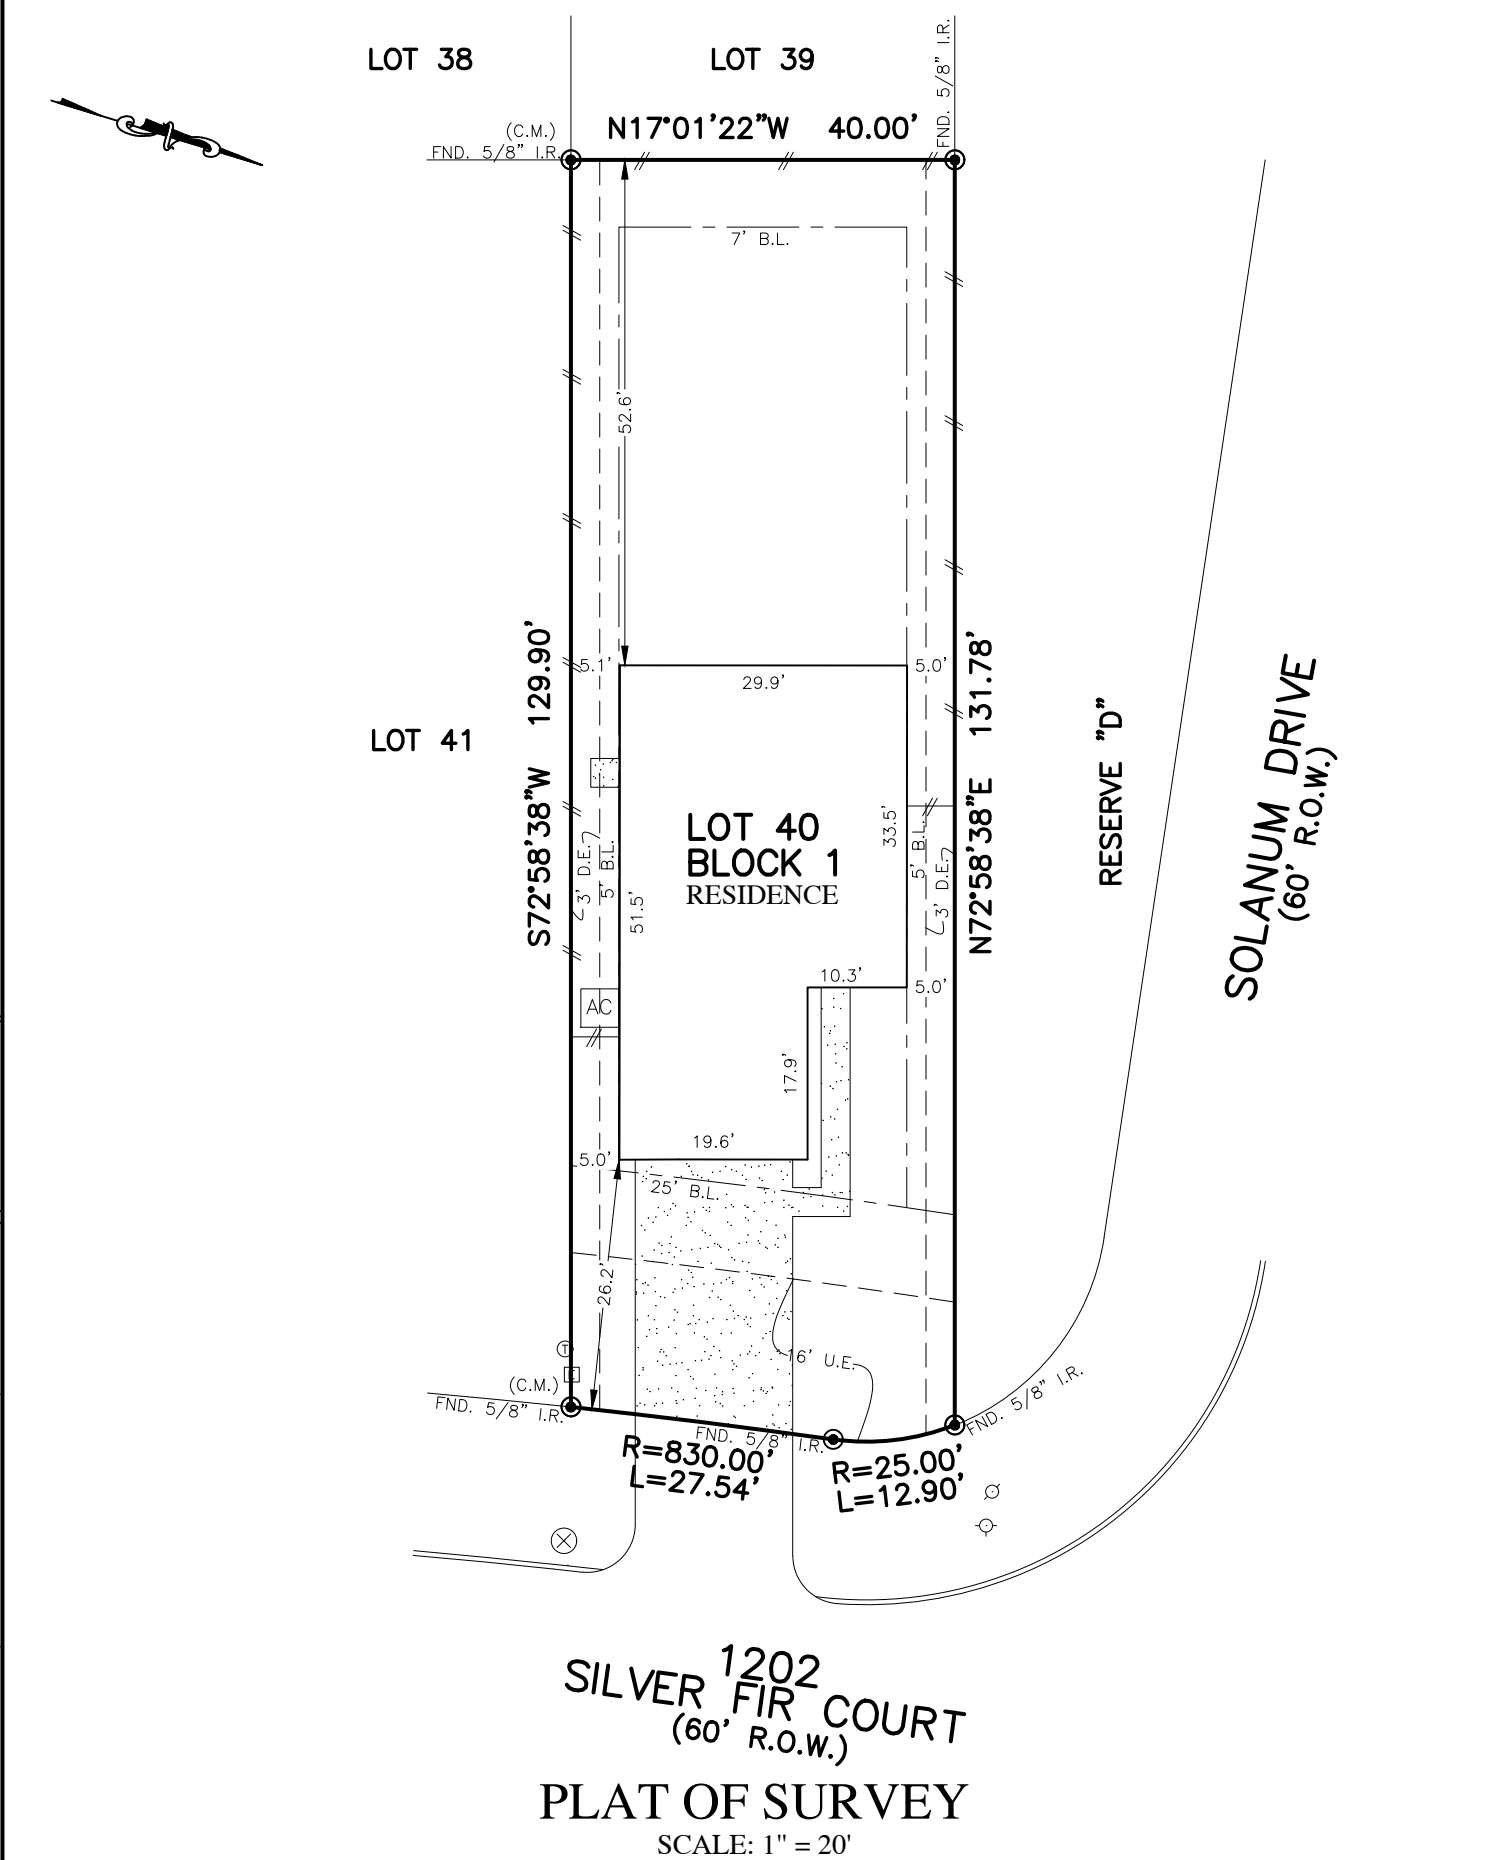 LOT 38
LOT 39
FND. 5/8" I.R.
(C.M.)
FND. 5/8" I.R.
N17°01'22"W 40.00'
7' B.L.
52.6'
5.1'
29.9'
5.0'
S72°58'38"W 129.90'
N72°58'38"E 131.78'
LOT 41
RESERVE "D"
SOLANUM DRIVE
(60' R.O.W.)
LOT 40
BLOCK 1
RESIDENCE
33.5'
3' D.E.
5' B.L.
51.5'
5' B.L.
3' D.E.
10.3'
5.0'
AC
17.9'
19.6'
5.0'
25' B.L.
26.2'
16' U.E.
T
E
(C.M.)
FND. 5/8" I.R.
FND. 5/8" I.R.
FND. 5/8" I.R.
R=830.00'
L=27.54'
R=25.00'
L=12.90'
1202
SILVER FIR COURT
(60' R.O.W.)
PLAT OF SURVEY
SCALE: 1" = 20'